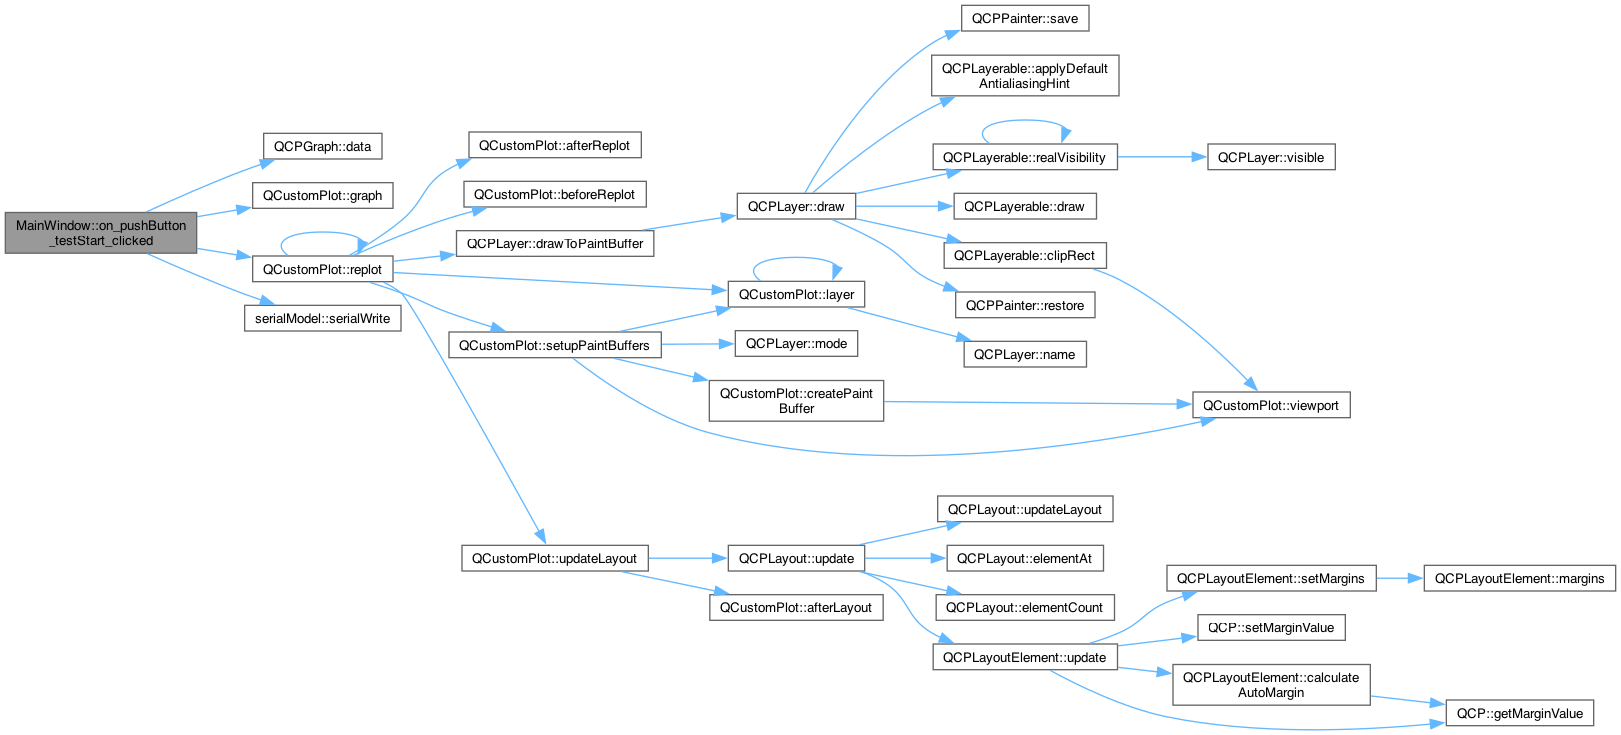 QCPPainter::save
QCPLayerable::applyDefault
AntialiasingHint
QCPGraph::data
QCustomPlot::afterReplot
QCPLayerable::realVisibility
QCPLayer::visible
QCustomPlot::graph
QCustomPlot::beforeReplot
QCPLayer::draw
QCPLayerable::draw
MainWindow::on_pushButton
_testStart_clicked
QCPLayer::drawToPaintBuffer
QCPLayerable::clipRect
QCustomPlot::replot
QCustomPlot::layer
QCPPainter::restore
serialModel::serialWrite
QCustomPlot::setupPaintBuffers
QCPLayer::mode
QCPLayer::name
QCustomPlot::createPaint
Buffer
QCustomPlot::viewport
QCPLayout::updateLayout
QCustomPlot::updateLayout
QCPLayout::update
QCPLayout::elementAt
QCPLayoutElement::setMargins
QCPLayoutElement::margins
QCustomPlot::afterLayout
QCPLayout::elementCount
QCP::setMarginValue
QCPLayoutElement::update
QCPLayoutElement::calculate
AutoMargin
QCP::getMarginValue